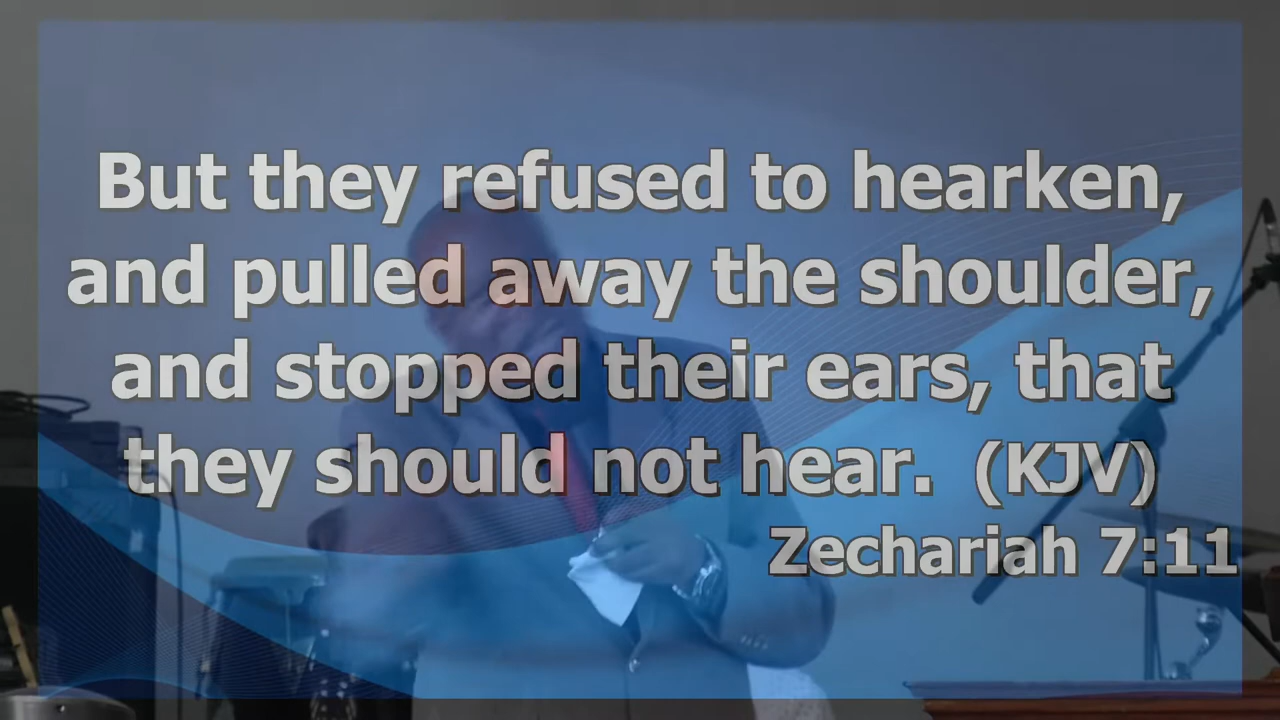 But they refused to hearken,
and pulled away the shoulder,
and stopped their ears, that
they should not hear. (KJV)
Zechariah 7:11